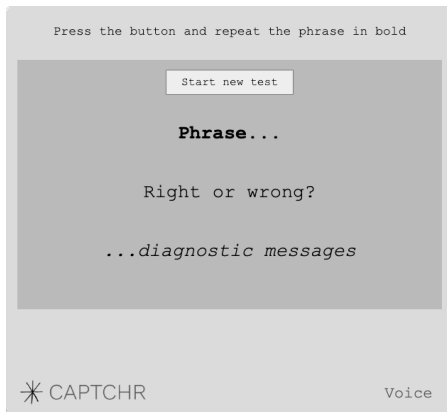 Press the button and repeat the phrase in bold
Start new test
Phrase...
Right or wrong?
...diagnostic messages
CAPTCHR
Voice